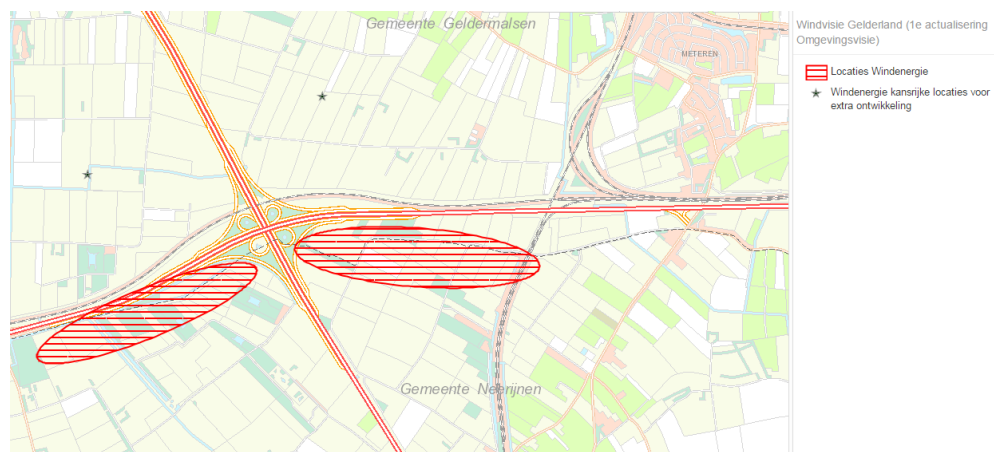 Gemeente Geldermalsen
METEREN
Gemeente Neerijnen
Windvisie Gelderland (1e actualisering
Omgevingsvisie)
Locaties Windenergie
Windenergie kansrijke locaties voor
extra ontwikkeling